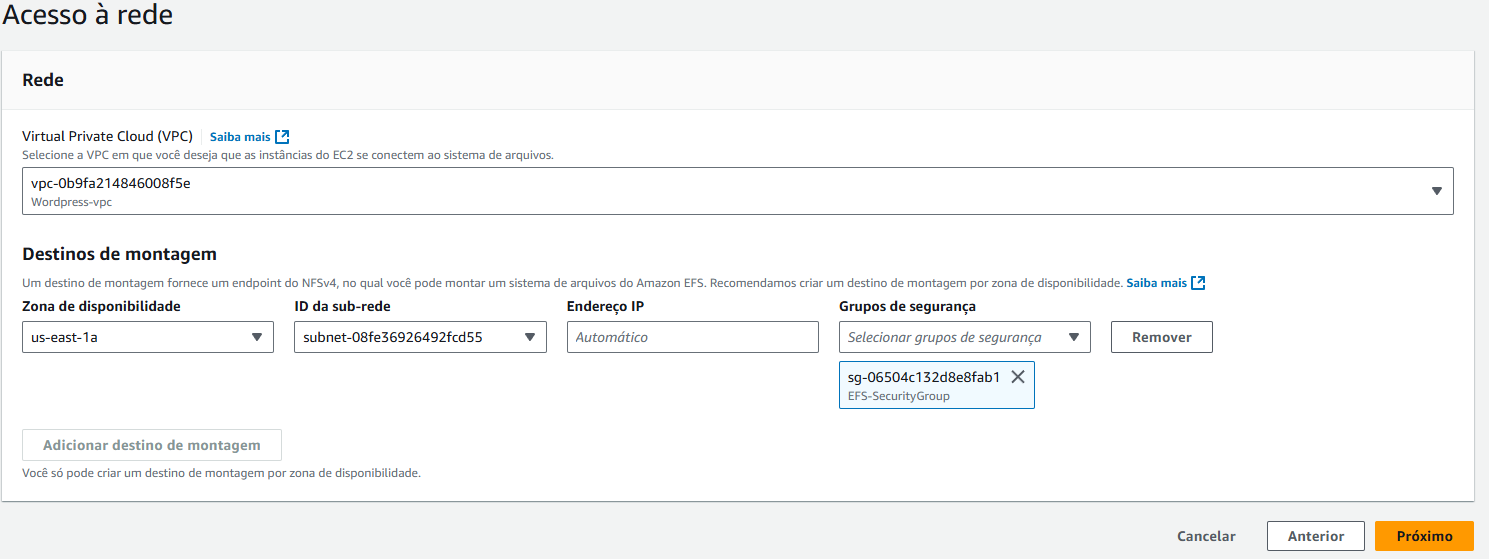 Acesso à rede
Rede
Virtual Private Cloud (VPC) Saiba mais
Selecione a VPC em que você deseja que as instâncias do EC2 se conectem ao sistema de arquivos.
vpc-0b9fa214846008f5e
Wordpress-vpc
Destinos de montagem
Um destino de montagem fornece um endpoint do NFSv4, no qual você pode montar um sistema de arquivos do Amazon EFS. Recomendamos criar um destino de montagem por zona de disponibilidade. Saiba mais
Zona de disponibilidade ID da sub-rede Endereço IP Grupos de segurança
us-east-1a subnet-08fe36926492fcd55 Automático Selecionar grupos de segurança Remover
sg-06504c132d8e8fab1
EFS-SecurityGroup
Adicionar destino de montagem
Você só pode criar um destino de montagem por zona de disponibilidade.
Cancelar Anterior Próximo